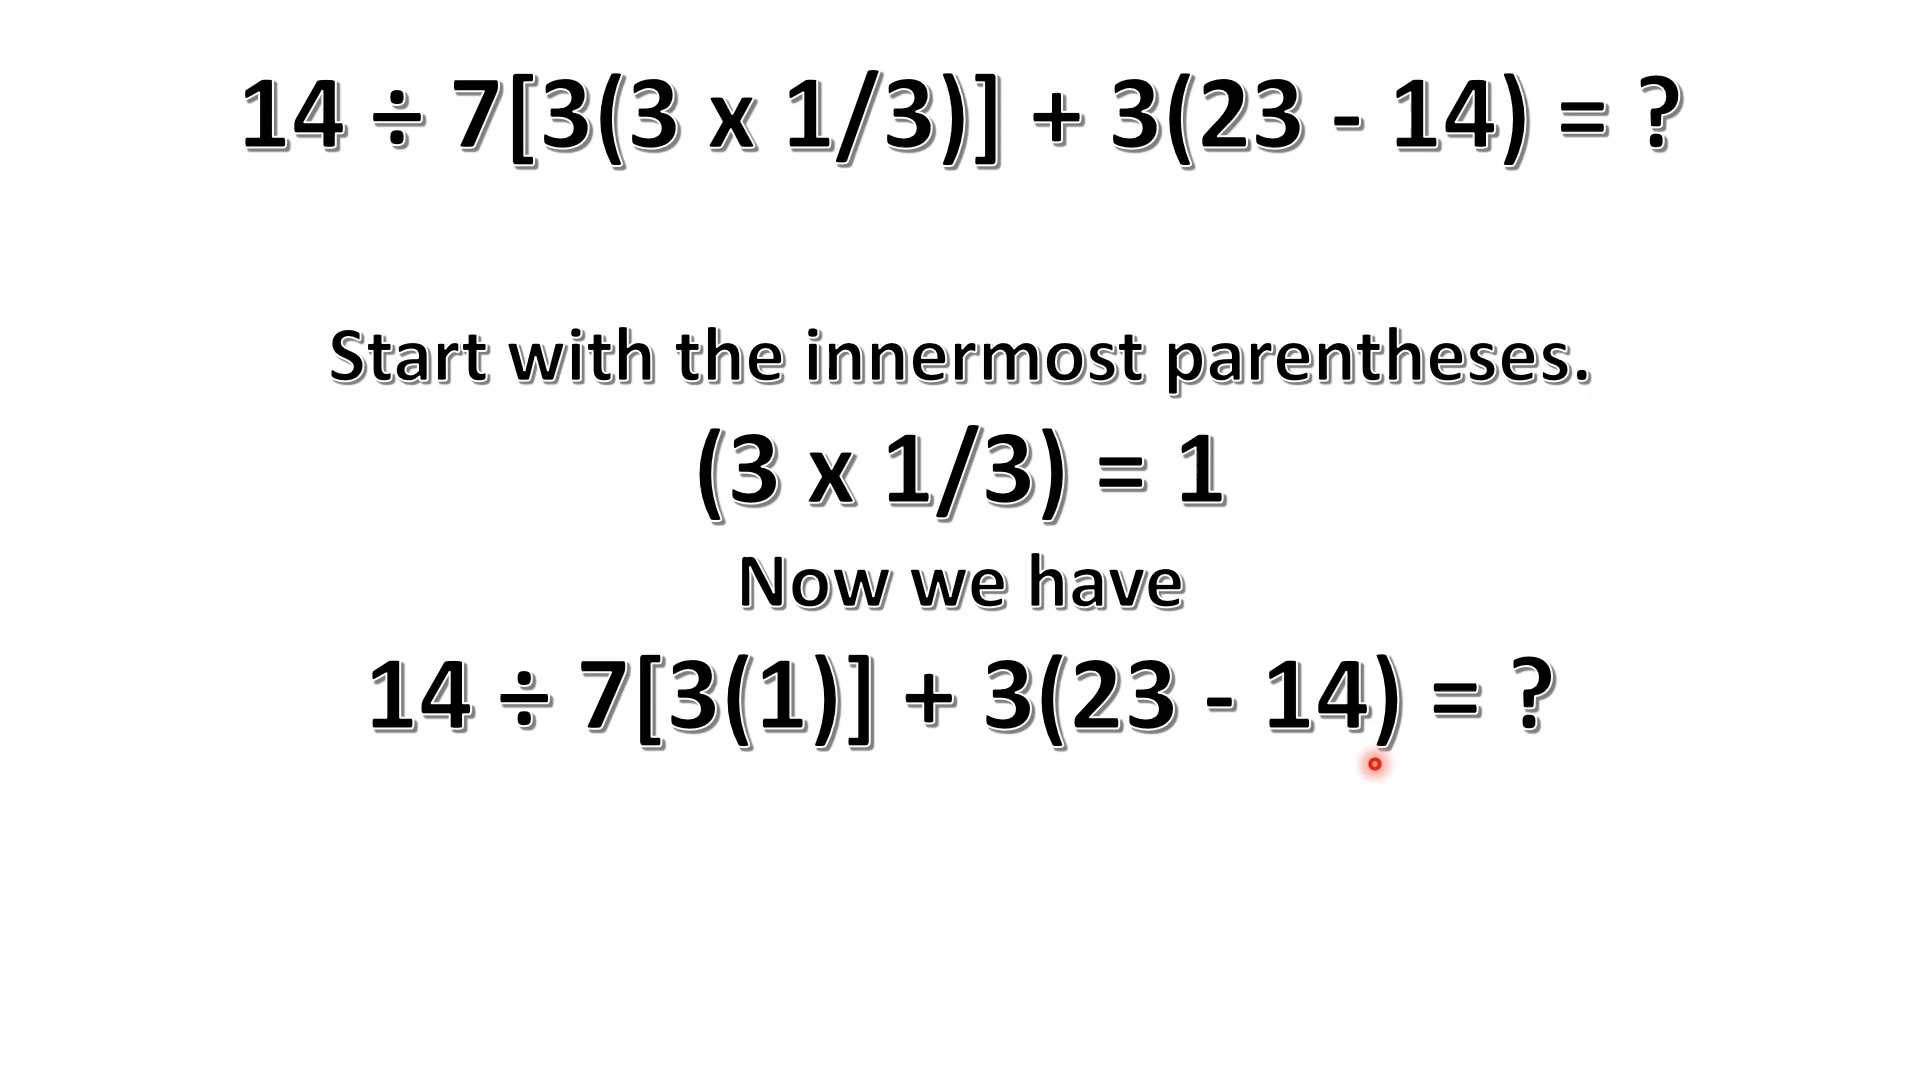 14 ÷ 7[3(3 x 1/3)] + 3(23 - 14) = ?
Start with the innermost parentheses.
(3 x 1/3) = 1
Now we have
14 ÷ 7[3(1)] + 3(23 - 14) = ?